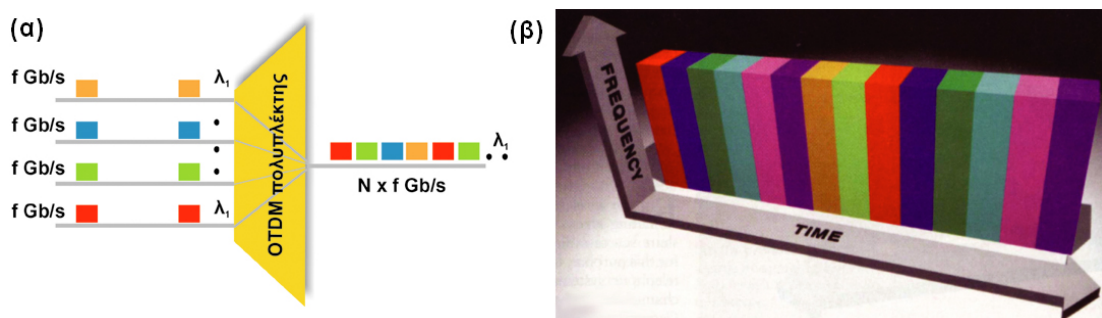 (α)
f Gb/s λ1
f Gb/s
f Gb/s
f Gb/s λ1
OTDM πολυπλέκτης
λ1
N x f Gb/s
(β)
FREQUENCY
TIME